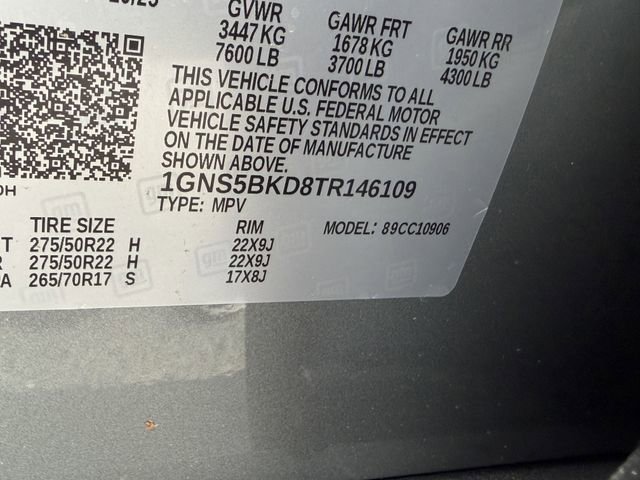 GVWR GAWR FRT GAWR RR
3447 KG 1678 KG 1950 KG
7600 LB 3700 LB 4300 LB
THIS VEHICLE CONFORMS TO ALL
APPLICABLE U.S. FEDERAL MOTOR
VEHICLE SAFETY STANDARDS IN EFFECT
ON THE DATE OF MANUFACTURE
SHOWN ABOVE.
1GNS5BKD8TR146109
TYPE: MPV
TIRE SIZE RIM MODEL: 89CC10906
T 275/50R22 H 22X9J
R 275/50R22 H 22X9J
A 265/70R17 S 17X8J